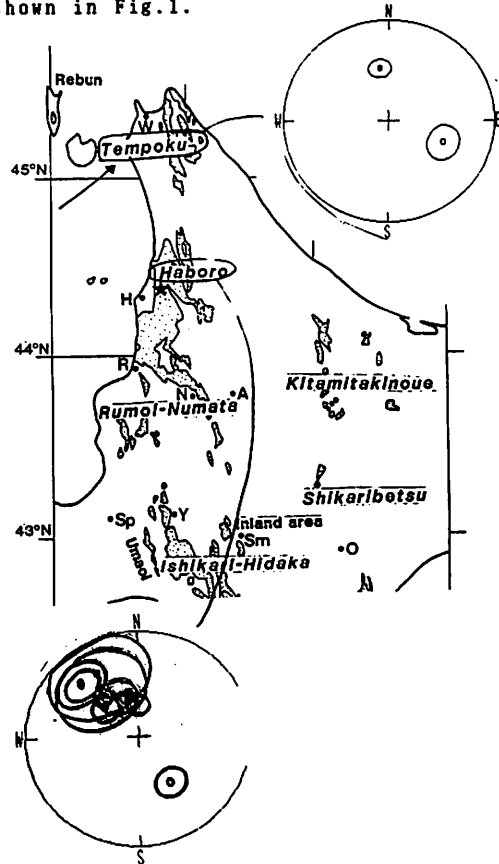 shown in Fig.1.
N
W
S
Rebun
W
Tempoku
45°N
Haboro
H
44°N
R
Kitamitakinoue
N
A
Rumoi-Numata
Shikaribetsu
43°N
Sp
Y
Inland area
Sm
O
Umaoi
Ishikari-Hidaka
N
W
S